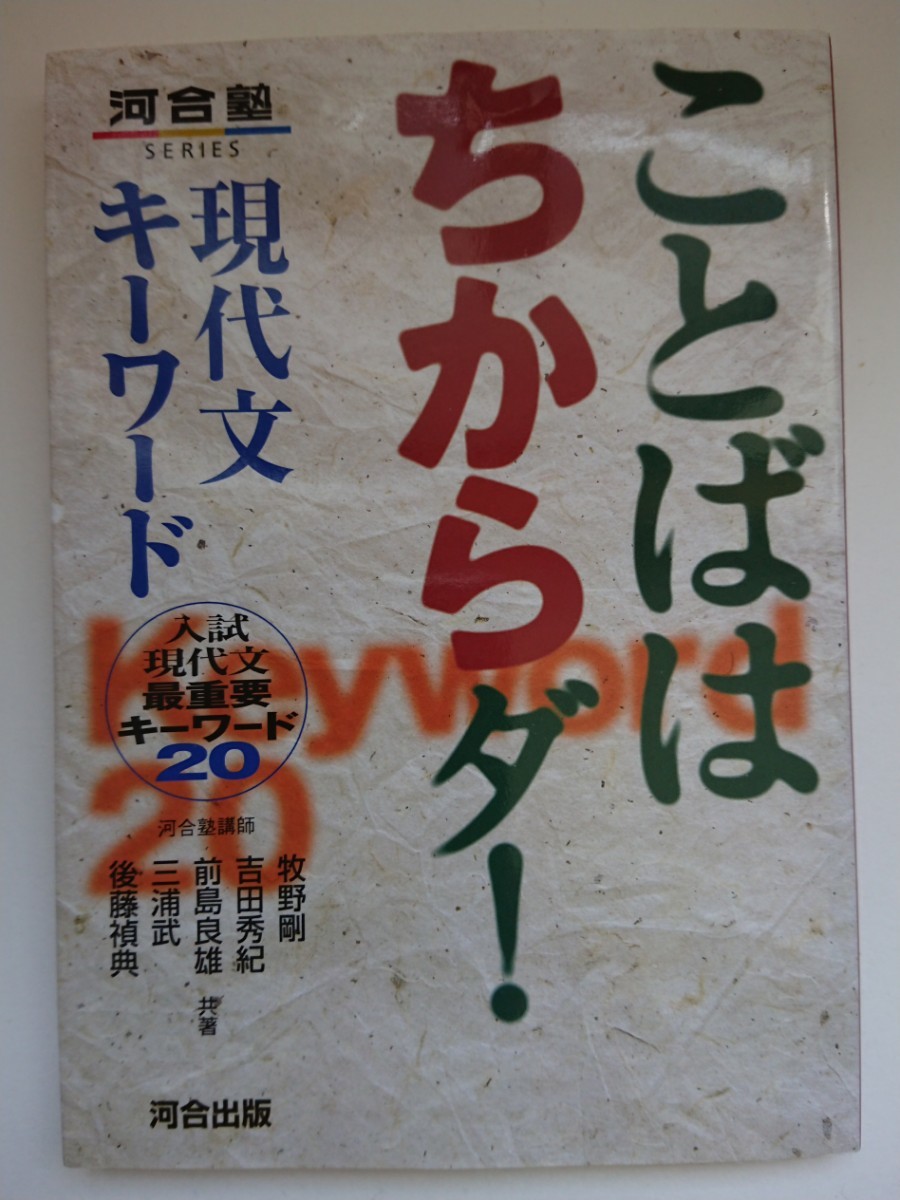 ことばは
ちからダ!
河合塾
SERIES
現代文
キーワード
keyword
20
入試
現代文
最重要
キーワード
20
河合塾講師
牧野剛
吉田秀紀
前島良雄
三浦武
後藤禎典
共著
河合出版